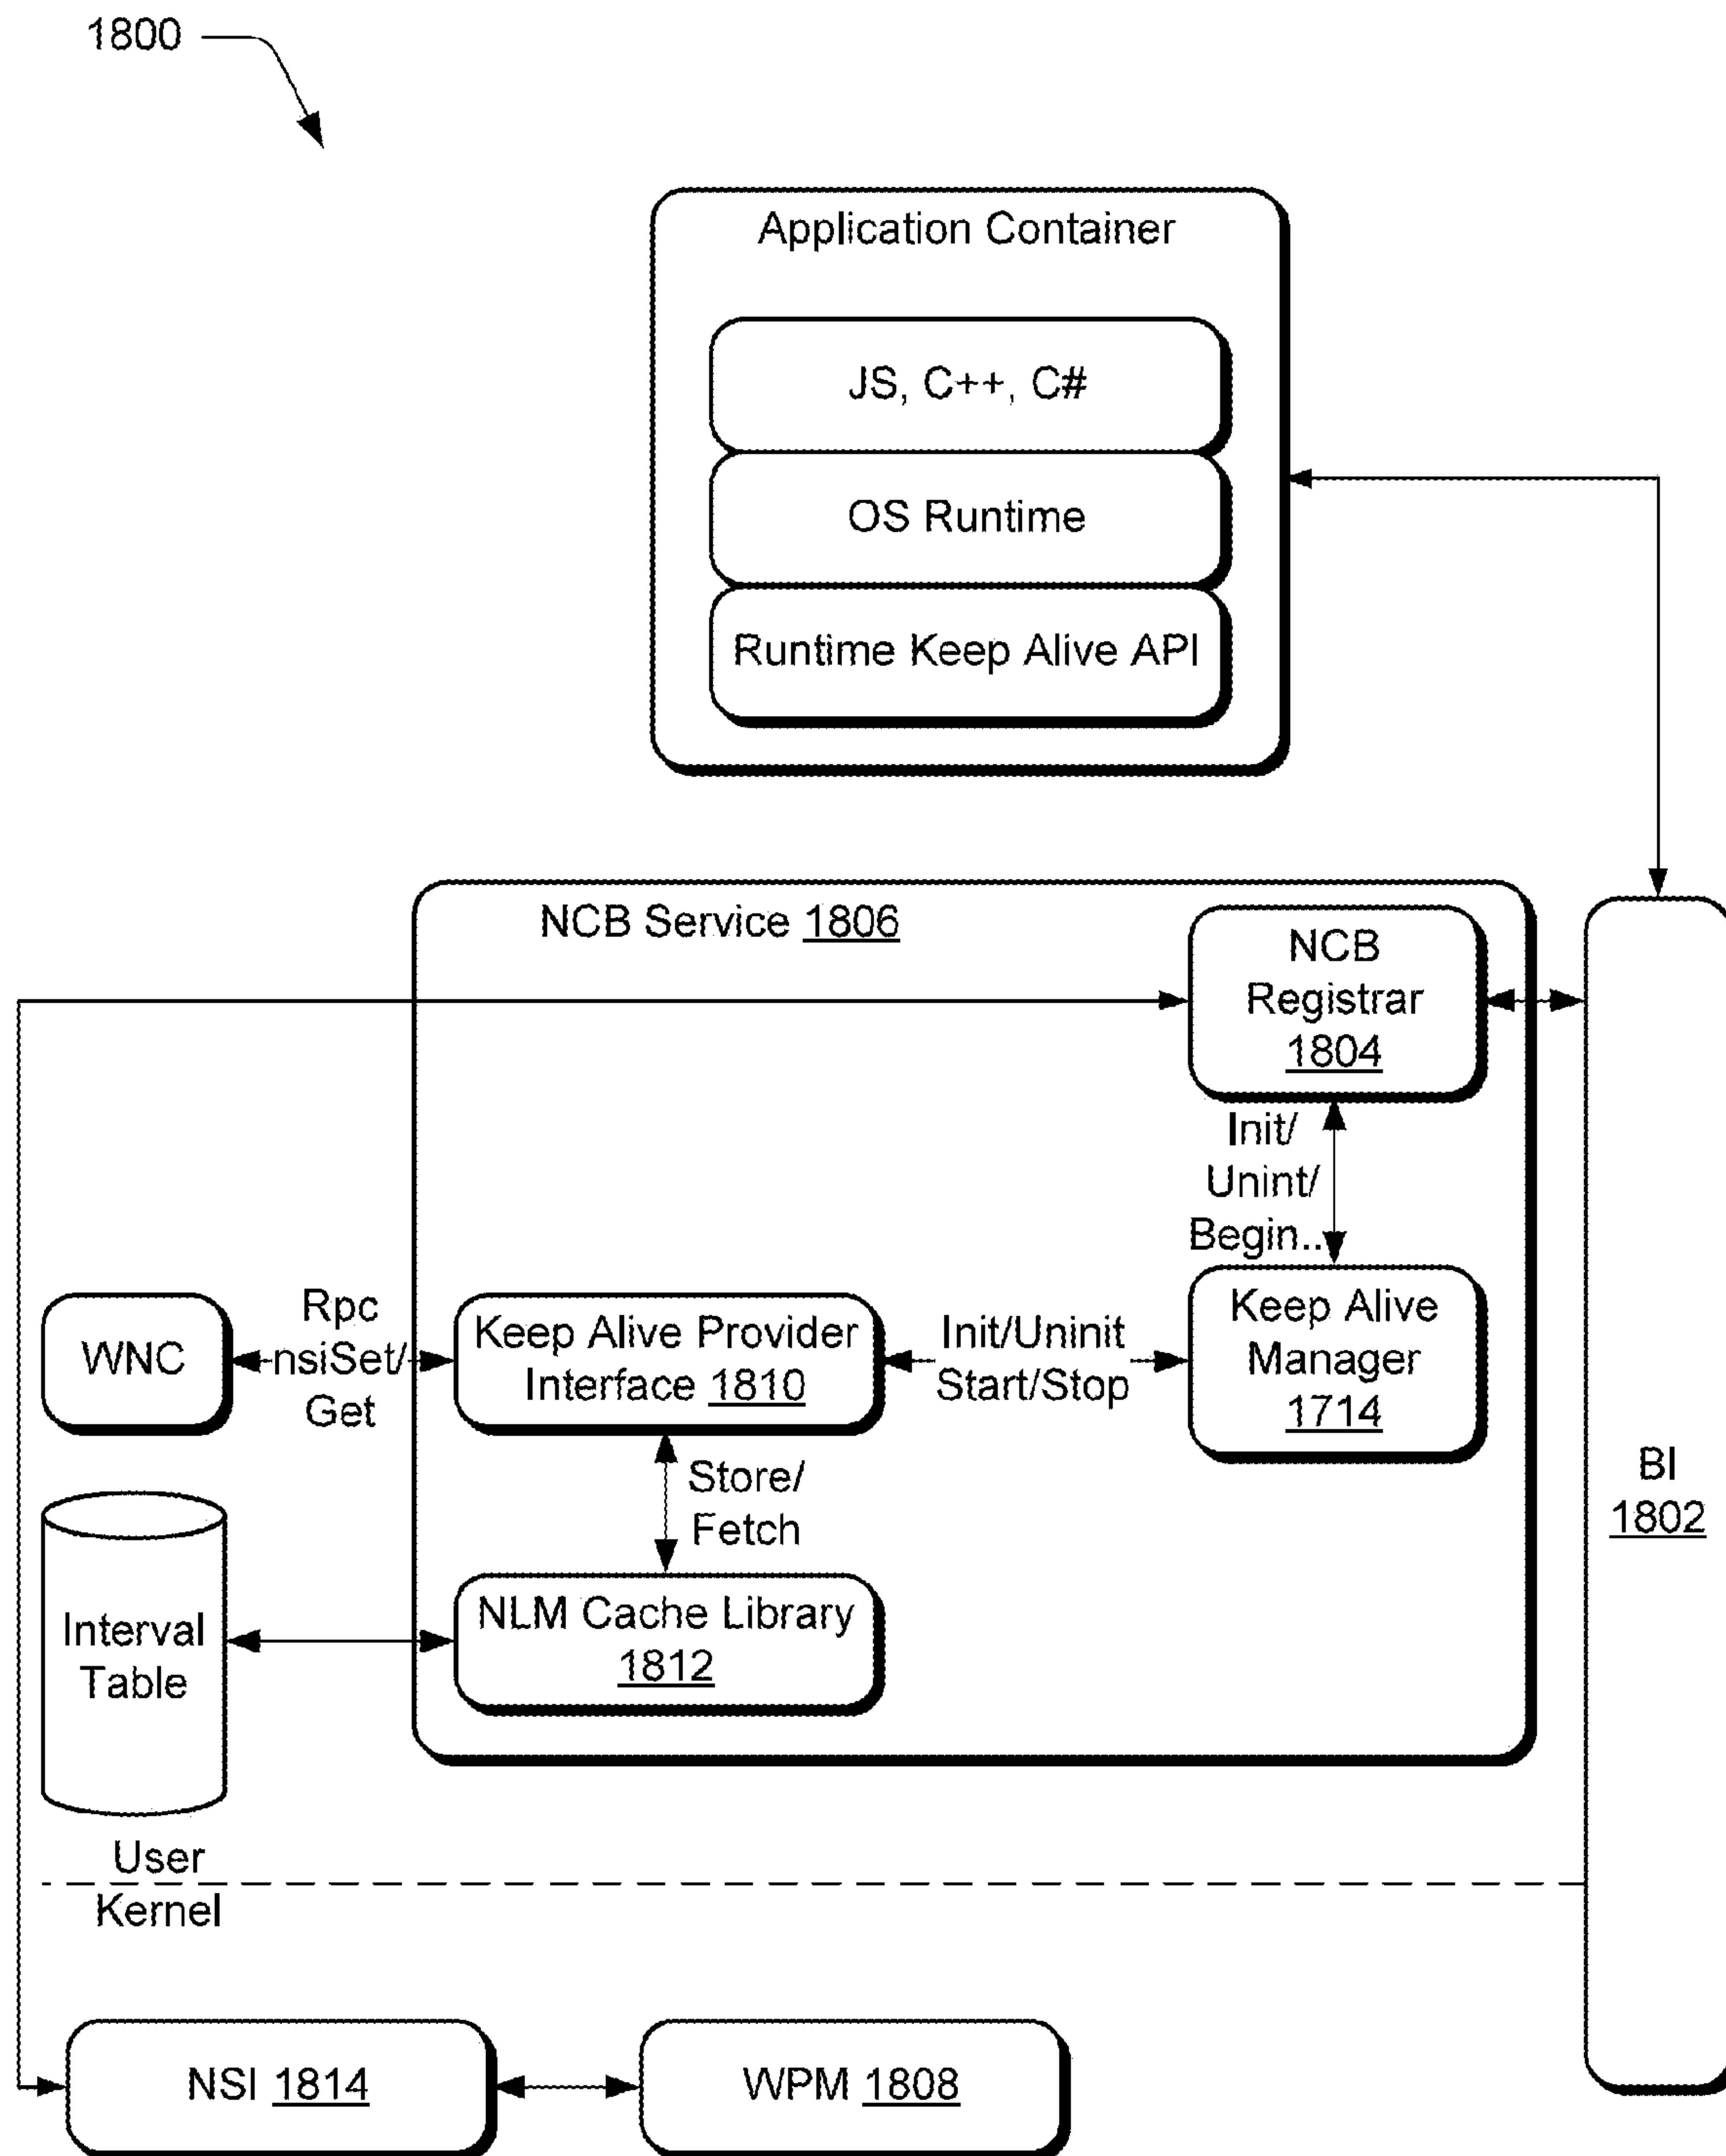 1800
Application Container
JS, C++, C#
OS Runtime
Runtime Keep Alive API
NCB Service 1806
NCB
Registrar
1804
Init/
Unint/
Begin..
Keep Alive
Manager
1714
Init/Uninit
Start/Stop
Keep Alive Provider
Interface 1810
Rpc
nsiSet/
Get
WNC
Store/
Fetch
NLM Cache Library
1812
Interval
Table
BI
1802
User
Kernel
NSI 1814
WPM 1808